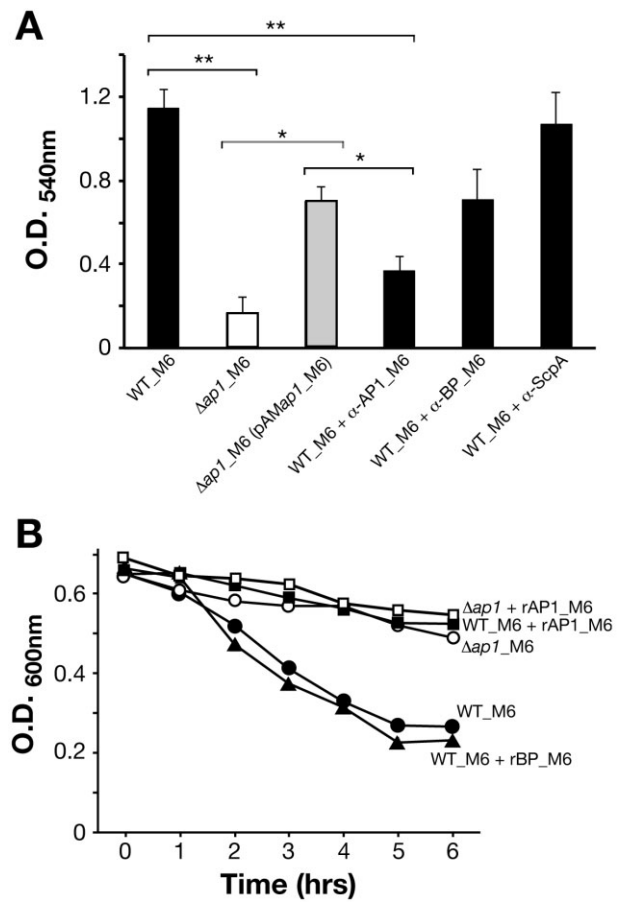 A
**
**
*
*
O.D. 540nm
1.2
0.8
0.4
0
WT_M6
Δap1_M6
Δap1_M6 (pAMap1_M6)
WT_M6 + α-AP1_M6
WT_M6 + α-BP_M6
WT_M6 + α-ScpA
B
O.D. 600nm
0.6
0.4
0.2
0
Δap1 + rAP1_M6
WT_M6 + rAP1_M6
Δap1_M6
WT_M6
WT_M6 + rBP_M6
0 1 2 3 4 5 6
Time (hrs)